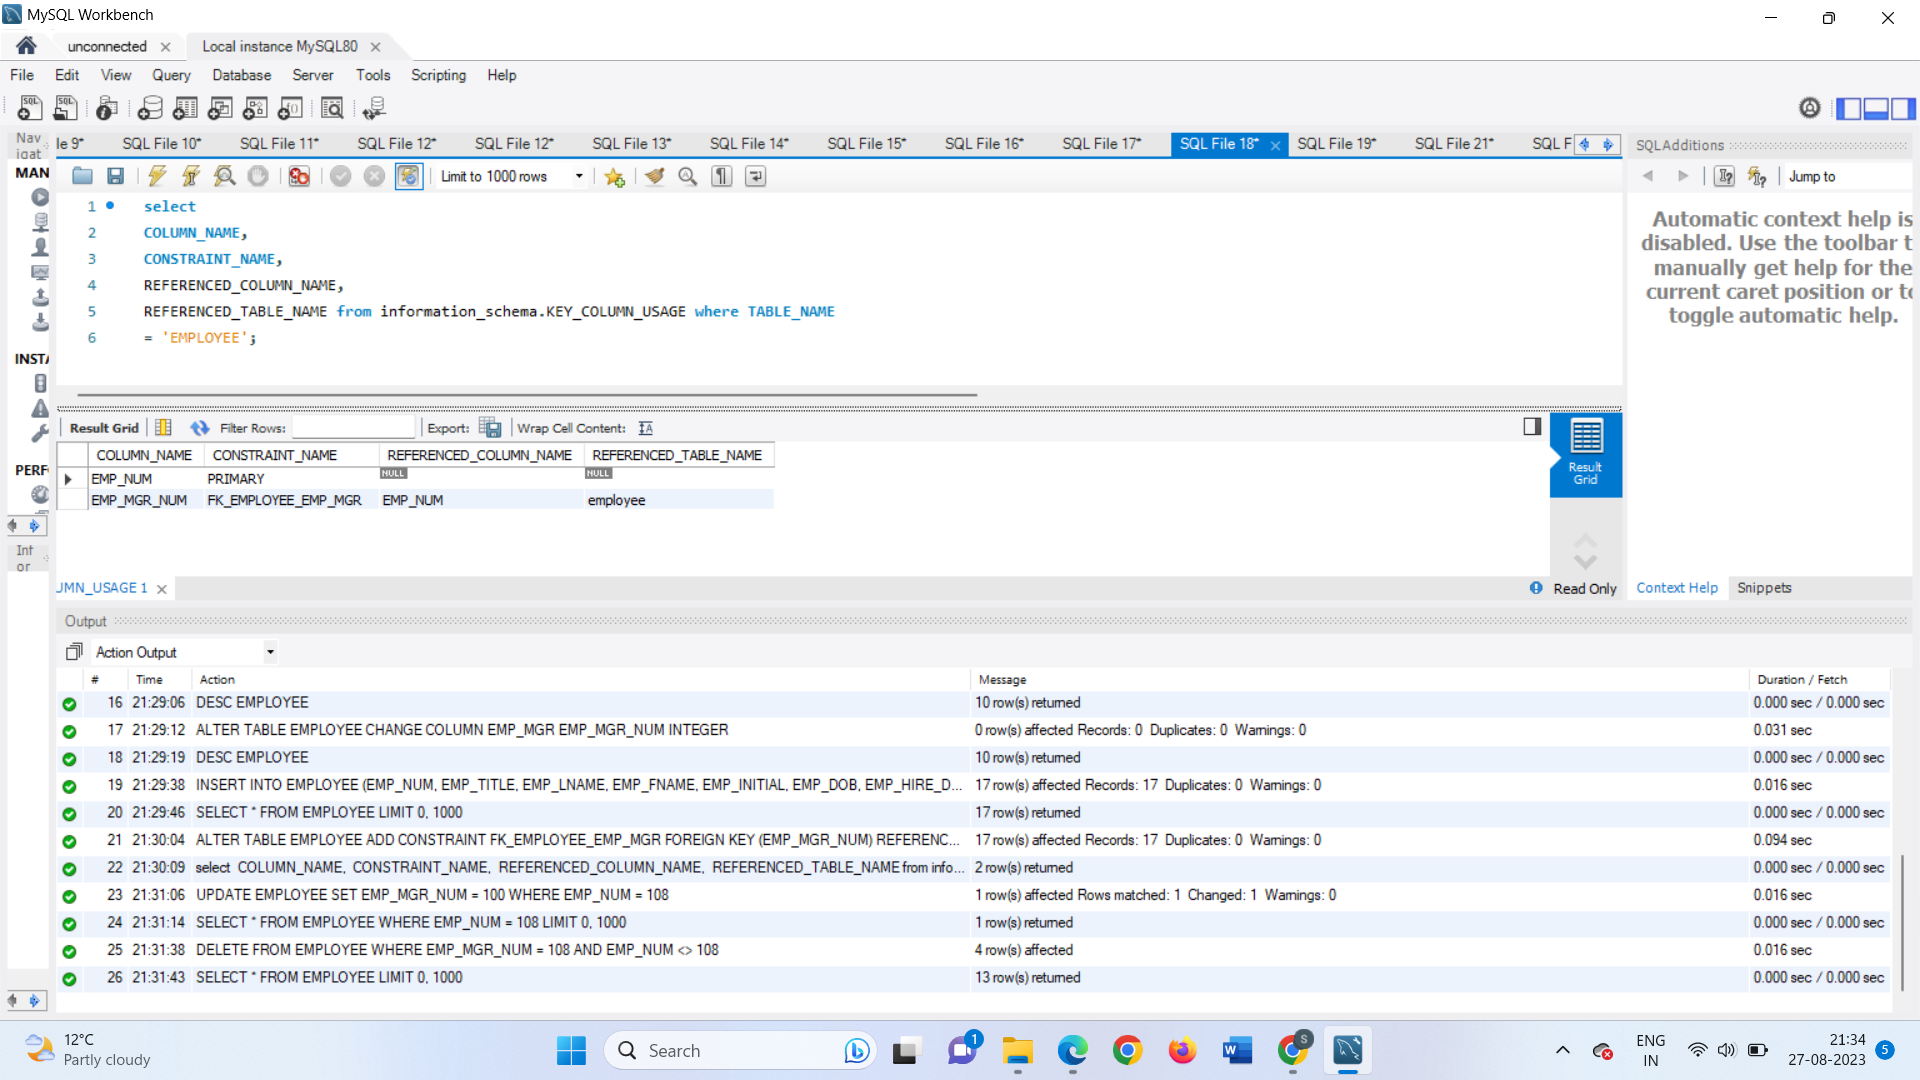 MySQL Workbench
unconnected
Local instance MySQL80
File Edit View Query Database Server Tools Scripting Help
Nav
igat
le 9* SQL File 10* SQL File 11* SQL File 12* SQL File 12* SQL File 13* SQL File 14* SQL File 15* SQL File 16* SQL File 17* SQL File 18* SQL File 19* SQL File 21* SQL F
SQLAdditions
MAN
Limit to 1000 rows
Jump to
1 select
2 COLUMN_NAME,
3 CONSTRAINT_NAME,
4 REFERENCED_COLUMN_NAME,
5 REFERENCED_TABLE_NAME from information_schema.KEY_COLUMN_USAGE where TABLE_NAME
6 = 'EMPLOYEE';
Automatic context help is
disabled. Use the toolbar t
manually get help for the
current caret position or to
toggle automatic help.
INSTA
PERF
Inf
or
Result Grid Filter Rows: Export: Wrap Cell Content:
COLUMN_NAME CONSTRAINT_NAME REFERENCED_COLUMN_NAME REFERENCED_TABLE_NAME
EMP_NUM PRIMARY NULL NULL
EMP_MGR_NUM FK_EMPLOYEE_EMP_MGR EMP_NUM employee
Result
Grid
UMN_USAGE 1
Read Only
Context Help Snippets
Output
Action Output
# Time Action Message Duration / Fetch
16 21:29:06 DESC EMPLOYEE 10 row(s) returned 0.000 sec / 0.000 sec
17 21:29:12 ALTER TABLE EMPLOYEE CHANGE COLUMN EMP_MGR EMP_MGR_NUM INTEGER 0 row(s) affected Records: 0 Duplicates: 0 Warnings: 0 0.031 sec
18 21:29:19 DESC EMPLOYEE 10 row(s) returned 0.000 sec / 0.000 sec
19 21:29:38 INSERT INTO EMPLOYEE (EMP_NUM, EMP_TITLE, EMP_LNAME, EMP_FNAME, EMP_INITIAL, EMP_DOB, EMP_HIRE_D... 17 row(s) affected Records: 17 Duplicates: 0 Warnings: 0 0.016 sec
20 21:29:46 SELECT * FROM EMPLOYEE LIMIT 0, 1000 17 row(s) returned 0.000 sec / 0.000 sec
21 21:30:04 ALTER TABLE EMPLOYEE ADD CONSTRAINT FK_EMPLOYEE_EMP_MGR FOREIGN KEY (EMP_MGR_NUM) REFERENC... 17 row(s) affected Records: 17 Duplicates: 0 Warnings: 0 0.094 sec
22 21:30:09 select COLUMN_NAME, CONSTRAINT_NAME, REFERENCED_COLUMN_NAME, REFERENCED_TABLE_NAME from info... 2 row(s) returned 0.000 sec / 0.000 sec
23 21:31:06 UPDATE EMPLOYEE SET EMP_MGR_NUM = 100 WHERE EMP_NUM = 108 1 row(s) affected Rows matched: 1 Changed: 1 Warnings: 0 0.016 sec
24 21:31:14 SELECT * FROM EMPLOYEE WHERE EMP_NUM = 108 LIMIT 0, 1000 1 row(s) returned 0.000 sec / 0.000 sec
25 21:31:38 DELETE FROM EMPLOYEE WHERE EMP_MGR_NUM = 108 AND EMP_NUM <> 108 4 row(s) affected 0.016 sec
26 21:31:43 SELECT * FROM EMPLOYEE LIMIT 0, 1000 13 row(s) returned 0.000 sec / 0.000 sec
12°C
Partly cloudy
Search
1
S
ENG
IN
21:34
27-08-2023
5